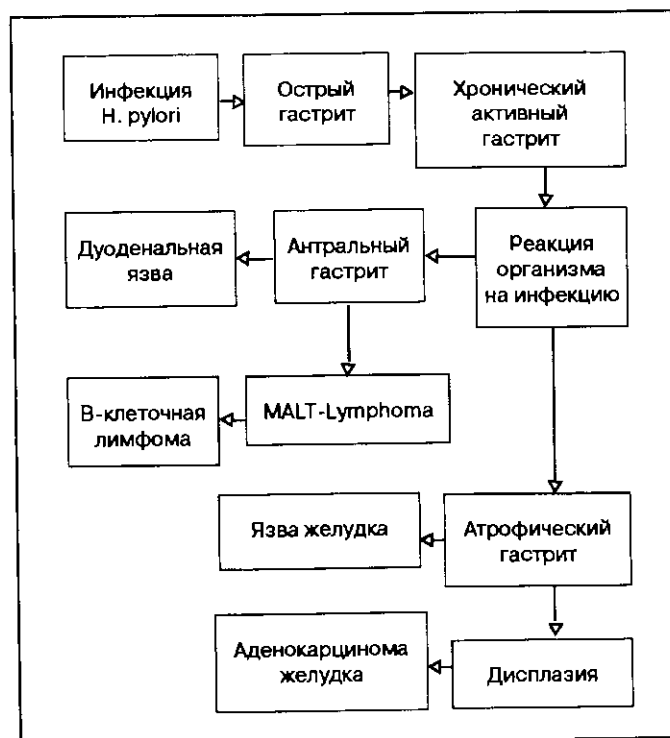 Инфекция
H. pylori
Острый
гастрит
Хронический
активный
гастрит
Дуоденальная
язва
Антральный
гастрит
Реакция
организма
на инфекцию
В-клеточная
лимфома
MALT-Lymphoma
Язва желудка
Атрофический
гастрит
Аденокарцинома
желудка
Дисплазия